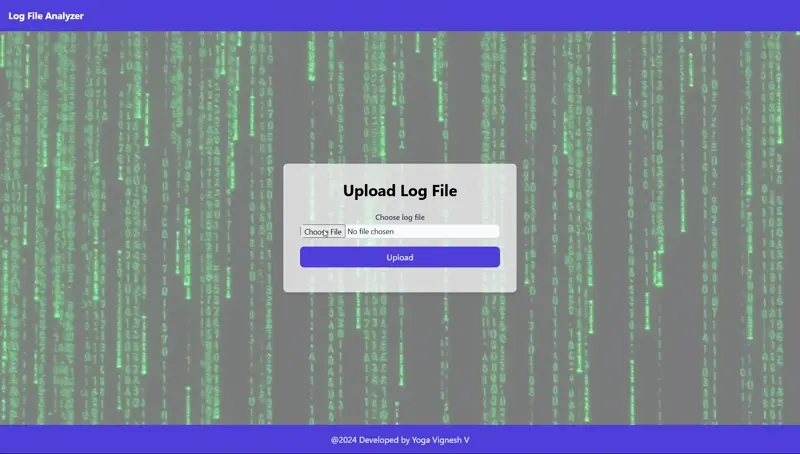 Log File Analyzer
Upload Log File
Choose log file
Choose File No file chosen
Upload
@2024 Developed by Yoga Vignesh V